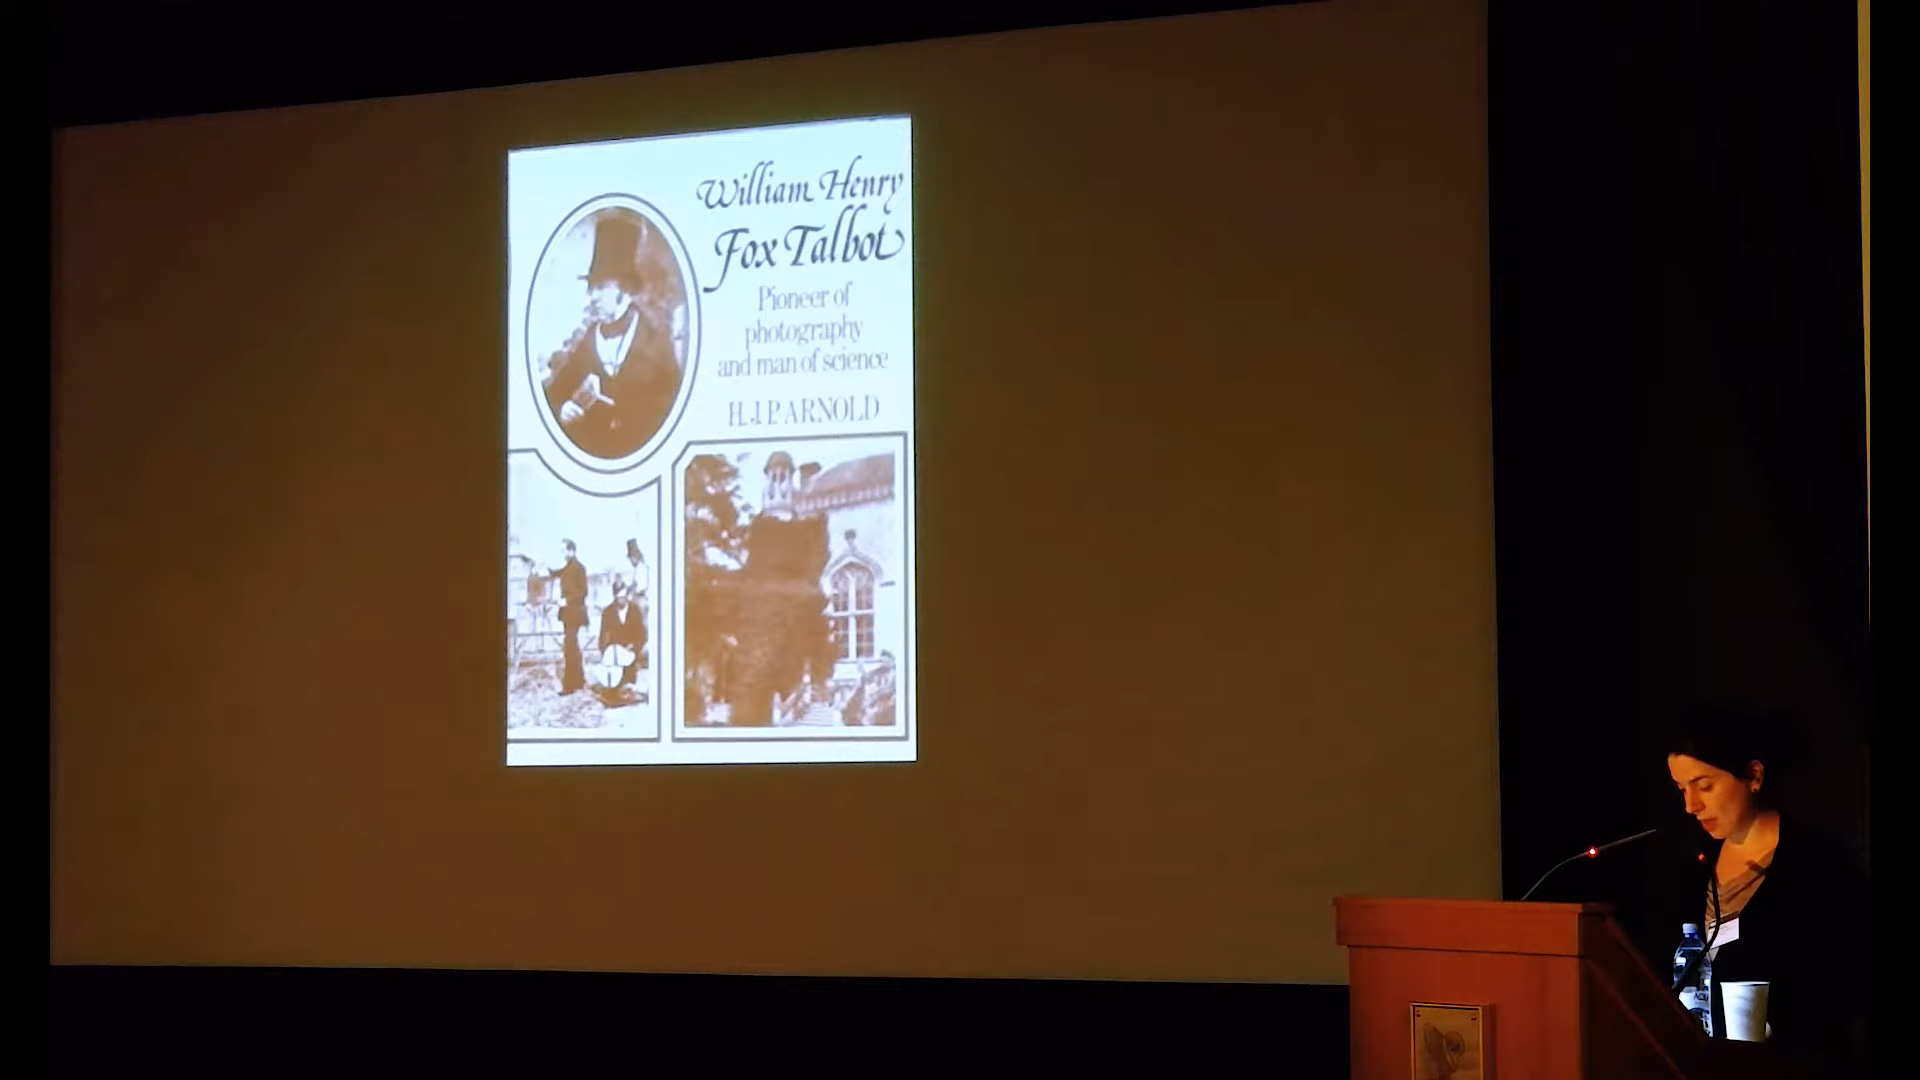 William Henry
Fox Talbot
Pioneer of
photography
and man of science
H. J. P. ARNOLD